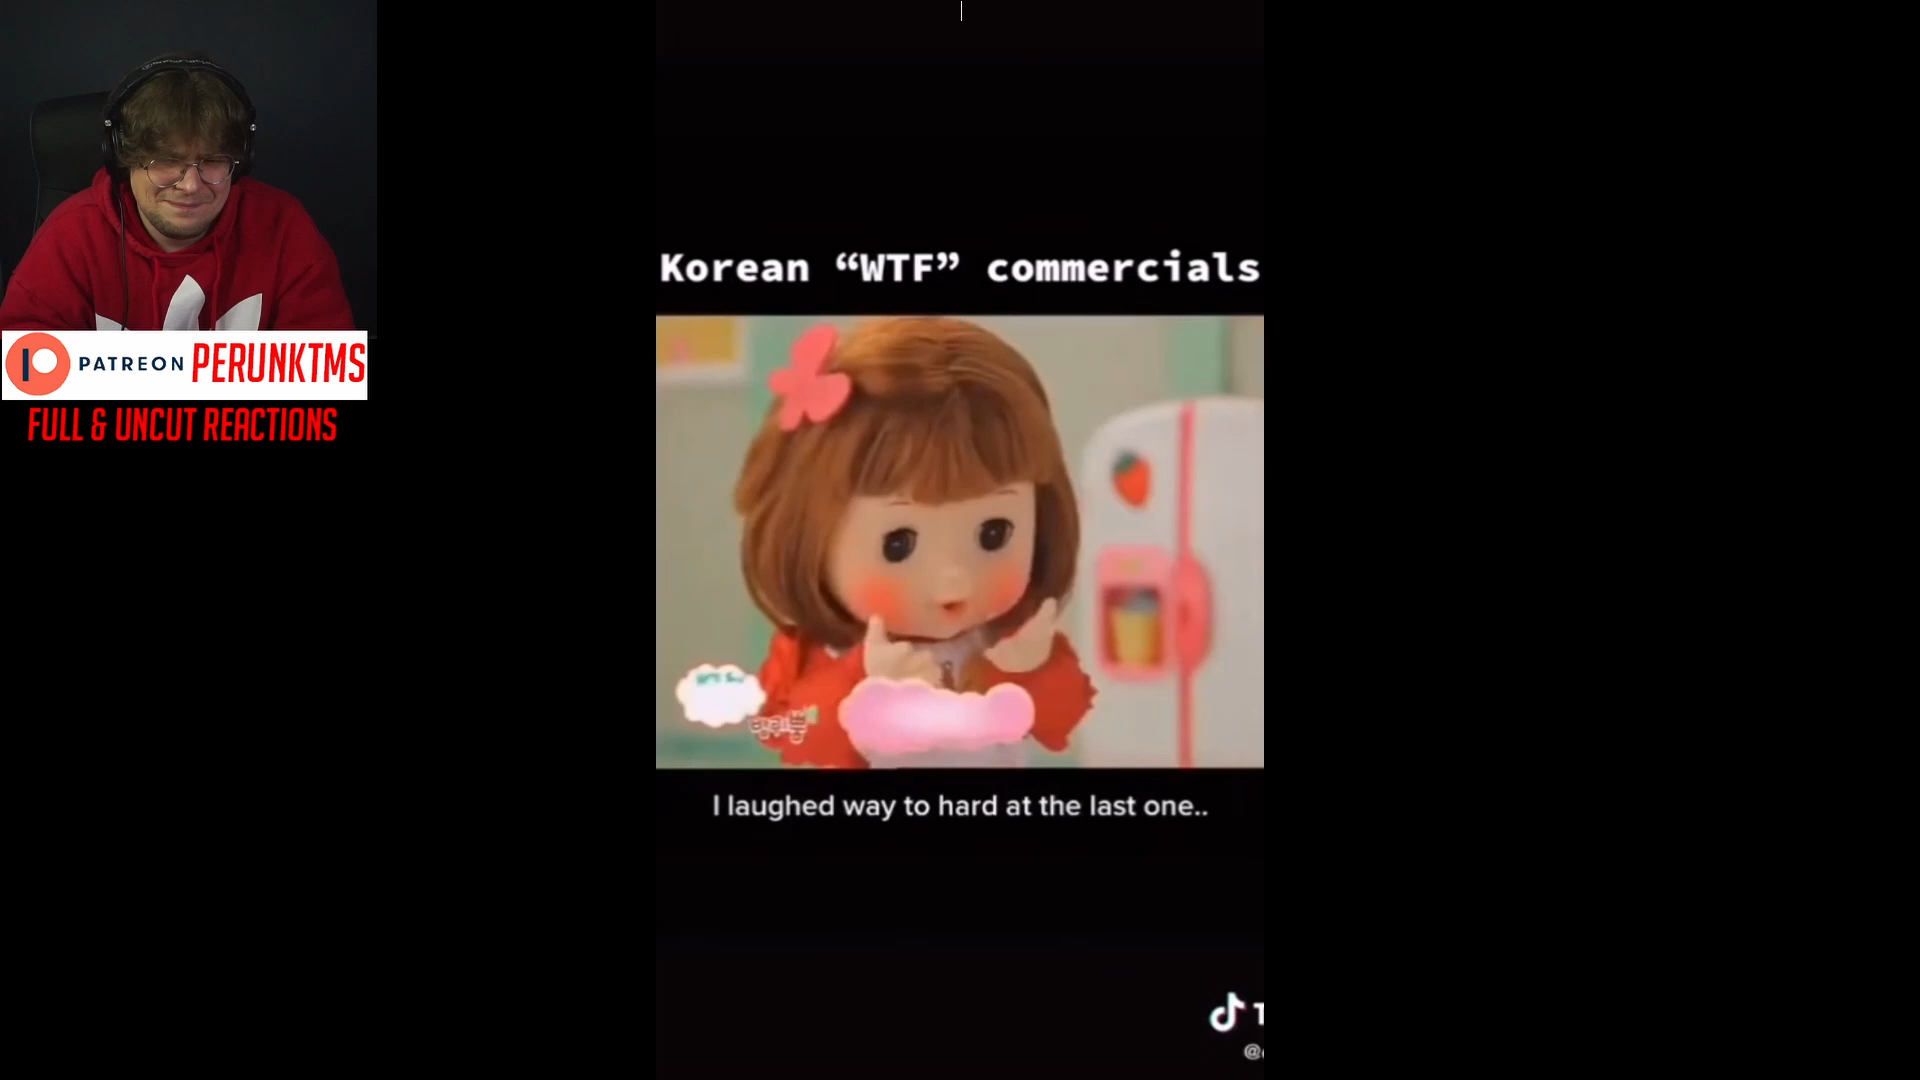 Korean “WTF” commercials
PATREON PERUNKTMS
FULL & UNCUT REACTIONS
I laughed way to hard at the last one..